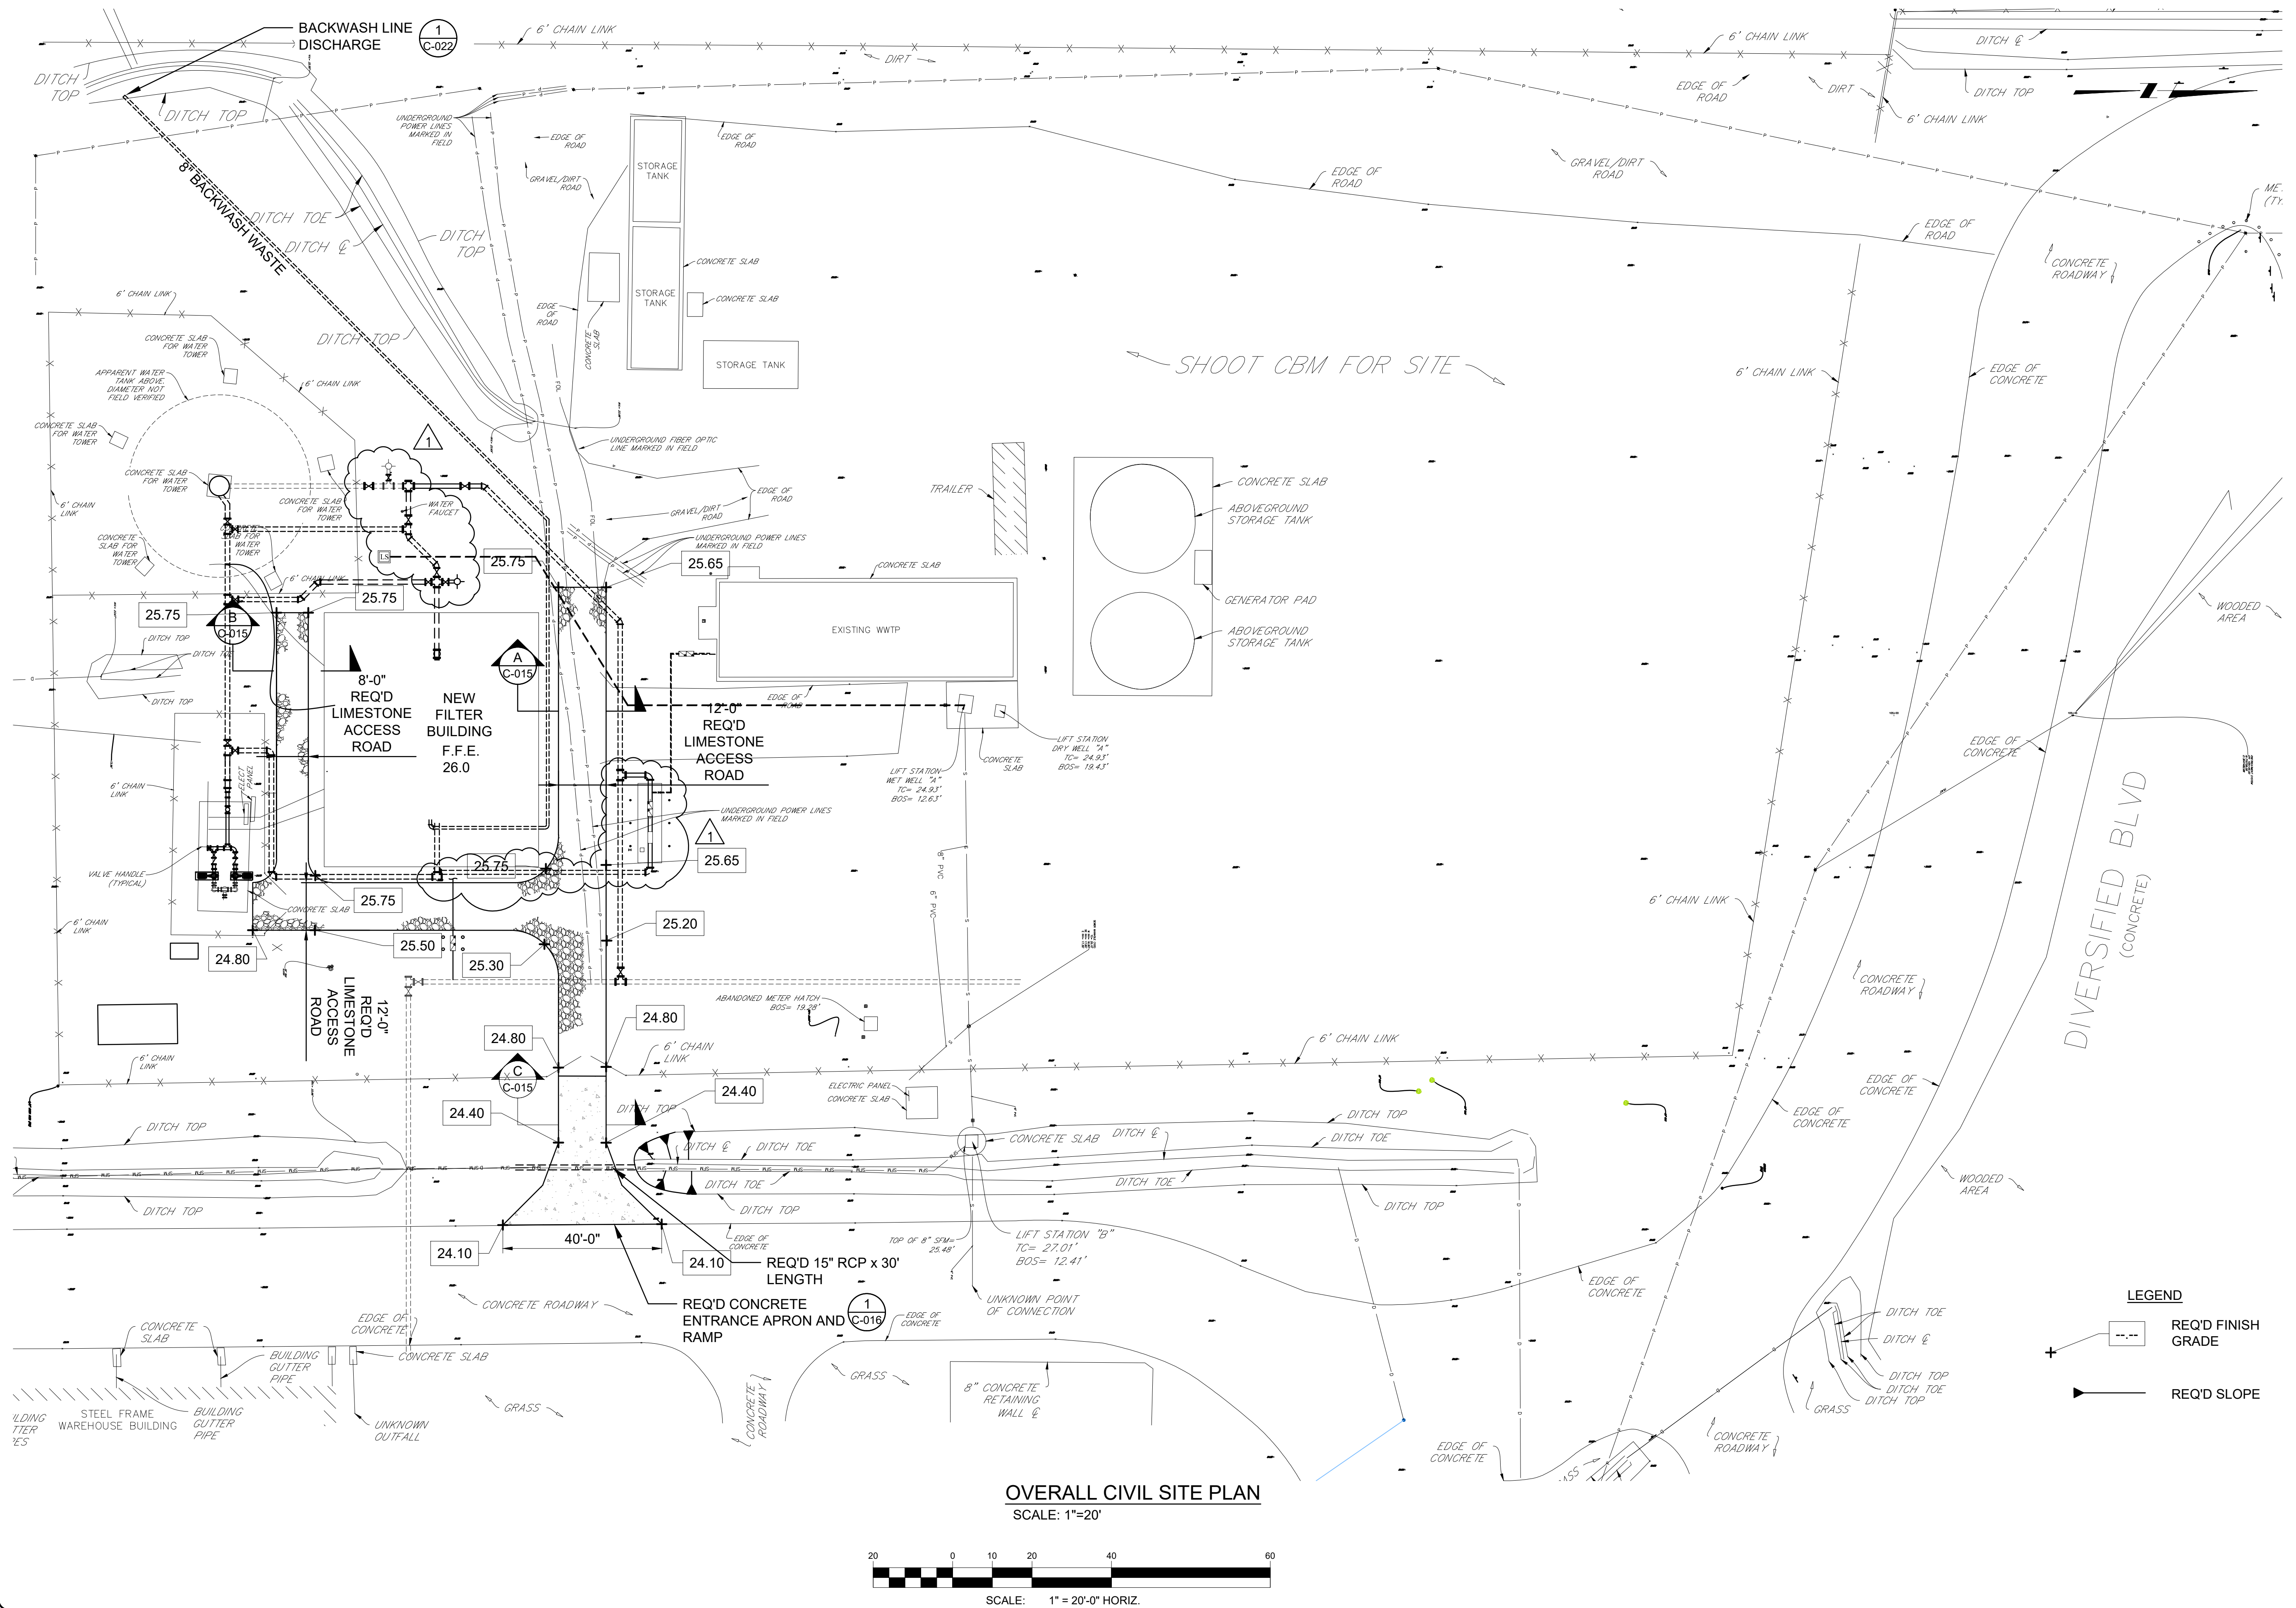 BACKWASH LINE
DISCHARGE
1
C-022
6' CHAIN LINK
DIRT
6' CHAIN LINK
DITCH ℄
DITCH
TOP
DITCH TOP
UNDERGROUND
POWER LINES
MARKED IN
FIELD
EDGE OF
ROAD
EDGE OF
ROAD
EDGE OF
ROAD
DIRT
DITCH TOP
6' CHAIN LINK
8" BACKWASH WASTE
GRAVEL/DIRT
ROAD
STORAGE
TANK
EDGE OF
ROAD
GRAVEL/DIRT
ROAD
DITCH TOE
DITCH ℄
DITCH
TOP
EDGE OF
ROAD
CONCRETE
ROADWAY
CONCRETE SLAB
STORAGE
TANK
CONCRETE SLAB
6' CHAIN LINK
EDGE
OF
ROAD
CONCRETE
SLAB
DITCH TOP
CONCRETE SLAB
FOR WATER
TOWER
STORAGE TANK
SHOOT CBM FOR SITE
6' CHAIN LINK
EDGE OF
CONCRETE
APPARENT WATER
TANK ABOVE.
DIAMETER NOT
FIELD VERIFIED
6' CHAIN LINK
CONCRETE SLAB
FOR WATER
TOWER
1
UNDERGROUND FIBER OPTIC
LINE MARKED IN FIELD
FOL
CONCRETE SLAB
FOR WATER
TOWER
CONCRETE SLAB
FOR WATER
TOWER
WATER
FAUCET
6' CHAIN
LINK
EDGE OF
ROAD
GRAVEL/DIRT
ROAD
FOL
TRAILER
CONCRETE SLAB
ABOVEGROUND
STORAGE TANK
CONCRETE
SLAB FOR
WATER
TOWER
SLAB FOR
WATER
TOWER
LS
UNDERGROUND POWER LINES
MARKED IN FIELD
25.75
25.65
CONCRETE SLAB
6' CHAIN LINK
25.75
25.75
GENERATOR PAD
WOODED
AREA
B
C-015
EXISTING WWTP
ABOVEGROUND
STORAGE TANK
DITCH TOP
DITCH TOE
DITCH TOP
A
C-015
8'-0"
REQ'D
LIMESTONE
ACCESS
ROAD
NEW
FILTER
BUILDING
F.F.E.
26.0
EDGE OF
ROAD
12'-0"
REQ'D
LIMESTONE
ACCESS
ROAD
CONCRETE
SLAB
LIFT STATION
DRY WELL "A"
TC= 24.93'
BOS= 19.43'
LIFT STATION
WET WELL "A"
TC= 24.93'
BOS= 12.63'
EDGE OF
CONCRETE
6' CHAIN
LINK
ELECT
PANEL
UNDERGROUND POWER LINES
MARKED IN FIELD
1
25.65
25.75
8" PVC
6" PVC
VALVE HANDLE
(TYPICAL)
CONCRETE SLAB
25.75
6' CHAIN LINK
DIVERSIFIED BLVD
(CONCRETE)
6' CHAIN
LINK
24.80
25.50
25.30
25.20
CONCRETE
ROADWAY
12'-0"
REQ'D
LIMESTONE
ACCESS
ROAD
ABANDONED METER HATCH
BOS= 19.28'
24.80
24.80
6' CHAIN
LINK
6' CHAIN LINK
6' CHAIN
LINK
C
C-015
24.40
24.40
ELECTRIC PANEL
CONCRETE SLAB
EDGE OF
CONCRETE
EDGE OF
CONCRETE
DITCH TOP
DITCH TOP
DITCH TOP
DITCH ℄
DITCH TOE
CONCRETE SLAB
DITCH ℄
DITCH TOE
DITCH TOE
DITCH TOE
DITCH TOP
DITCH TOP
DITCH TOP
WOODED
AREA
24.10
40'-0"
24.10
EDGE OF
CONCRETE
TOP OF 8" SFM=
25.48'
LIFT STATION "B"
TC= 27.01'
BOS= 12.41'
REQ'D 15" RCP x 30'
LENGTH
EDGE OF
CONCRETE
CONCRETE ROADWAY
REQ'D CONCRETE
ENTRANCE APRON AND
RAMP
1
C-016
EDGE OF
CONCRETE
UNKNOWN POINT
OF CONNECTION
CONCRETE
SLAB
EDGE OF
CONCRETE
CONCRETE SLAB
BUILDING
GUTTER
PIPE
GRASS
CONCRETE
ROADWAY
GRASS
8" CONCRETE
RETAINING
WALL ℄
STEEL FRAME
WAREHOUSE BUILDING
BUILDING
GUTTER
PIPE
UNKNOWN
OUTFALL
EDGE OF
CONCRETE
DITCH TOE
DITCH ℄
DITCH TOP
DITCH TOE
DITCH TOP
GRASS
CONCRETE
ROADWAY
LEGEND
--.--
REQ'D FINISH
GRADE
REQ'D SLOPE
OVERALL CIVIL SITE PLAN
SCALE: 1"=20'
20 0 10 20 40 60
SCALE: 1" = 20'-0" HORIZ.